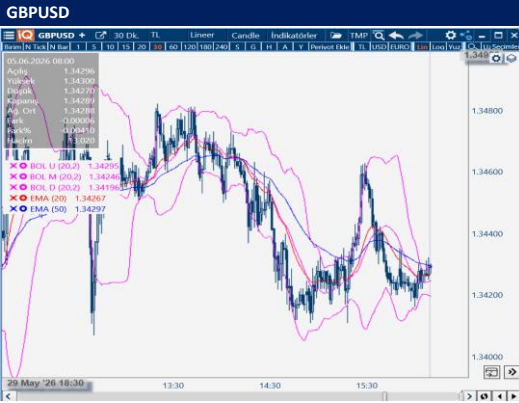 GBPUSD
IQ GBPUSD + 30 Dk. TL Lineer Candle İndikatörler TMP
Birim N Tick N Bar 1 5 10 15 20 30 60 120 180 240 S G H A Y Perivot Ekle TL USD EURO Lin Log Yüz
05.06.2026 08:00
Açılış 1.34296
Yüksek 1.34300
Düşük 1.34270
Kapanış 1.34289
Ağ. Ort 1.34288
Fark -0.00006
Fark%
Hacim
BOL U (20,2) 1.34295
BOL M (20,2) 1.34246
BOL D (20,2) 1.34196
EMA (20) 1.34267
EMA (50) 1.34297
1.34800
1.34600
1.34400
1.34200
1.34000
29 May '26 18:30 13:30 14:30 15:30